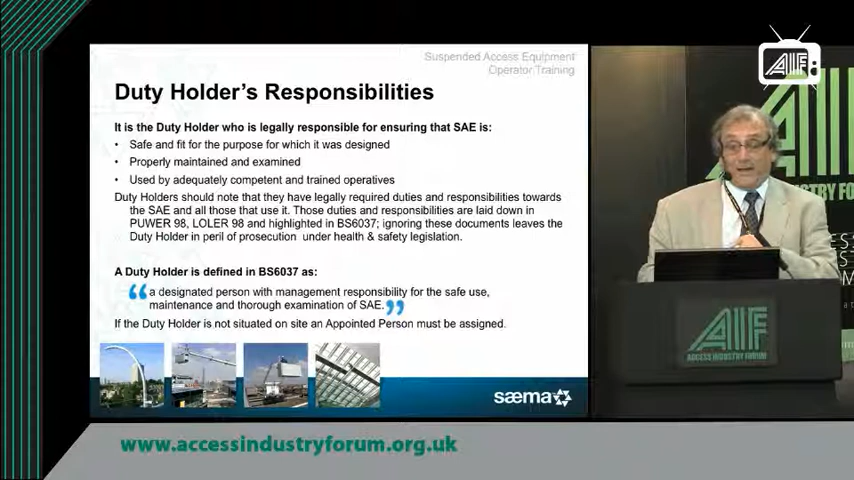 Suspended Access Equipment
Operator Training
Duty Holder's Responsibilities
It is the Duty Holder who is legally responsible for ensuring that SAE is:
• Safe and fit for the purpose for which it was designed
• Properly maintained and examined
• Used by adequately competent and trained operatives
Duty Holders should note that they have legally required duties and responsibilities towards
the SAE and all those that use it. Those duties and responsibilities are laid down in
PUWER 98, LOLER 98 and highlighted in BS6037; ignoring these documents leaves the
Duty Holder in peril of prosecution under health & safety legislation.
A Duty Holder is defined in BS6037 as:
“a designated person with management responsibility for the safe use,
maintenance and thorough examination of SAE.”
If the Duty Holder is not situated on site an Appointed Person must be assigned.
saema
AIF
AIF
ACCESS INDUSTRY FORUM
www.accessindustryforum.org.uk